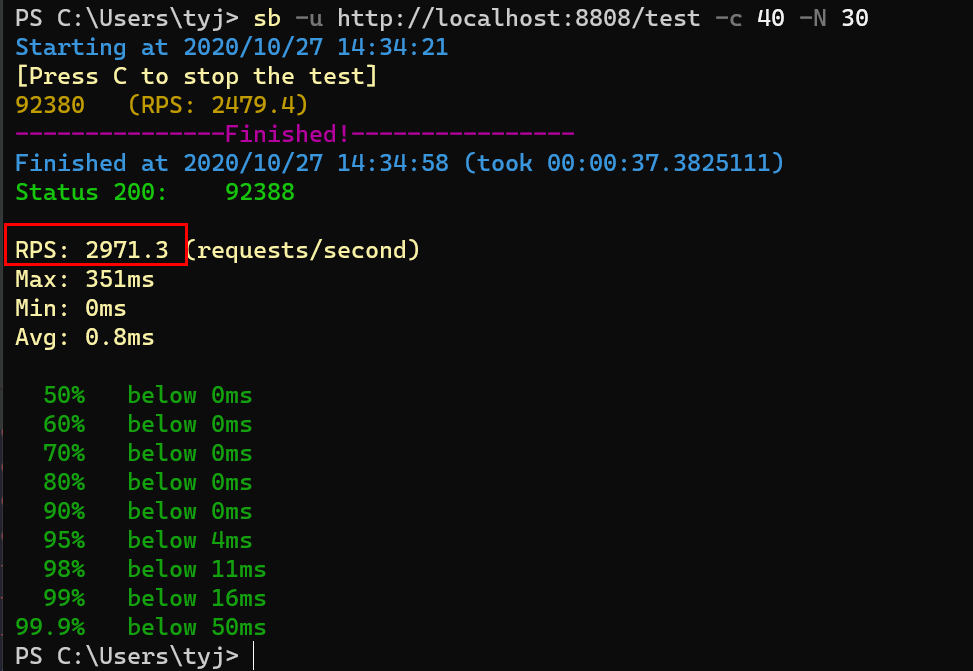 PS C:\Users\tyj> sb -u http://localhost:8808/test -c 40 -N 30
Starting at 2020/10/27 14:34:21
[Press C to stop the test]
92380   (RPS: 2479.4)
---------------Finished!----------------
Finished at 2020/10/27 14:34:58 (took 00:00:37.3825111)
Status 200:    92388
RPS: 2971.3 (requests/second)
Max: 351ms
Min: 0ms
Avg: 0.8ms
50%   below 0ms
60%   below 0ms
70%   below 0ms
80%   below 0ms
90%   below 0ms
95%   below 4ms
98%   below 11ms
99%   below 16ms
99.9%   below 50ms
PS C:\Users\tyj>